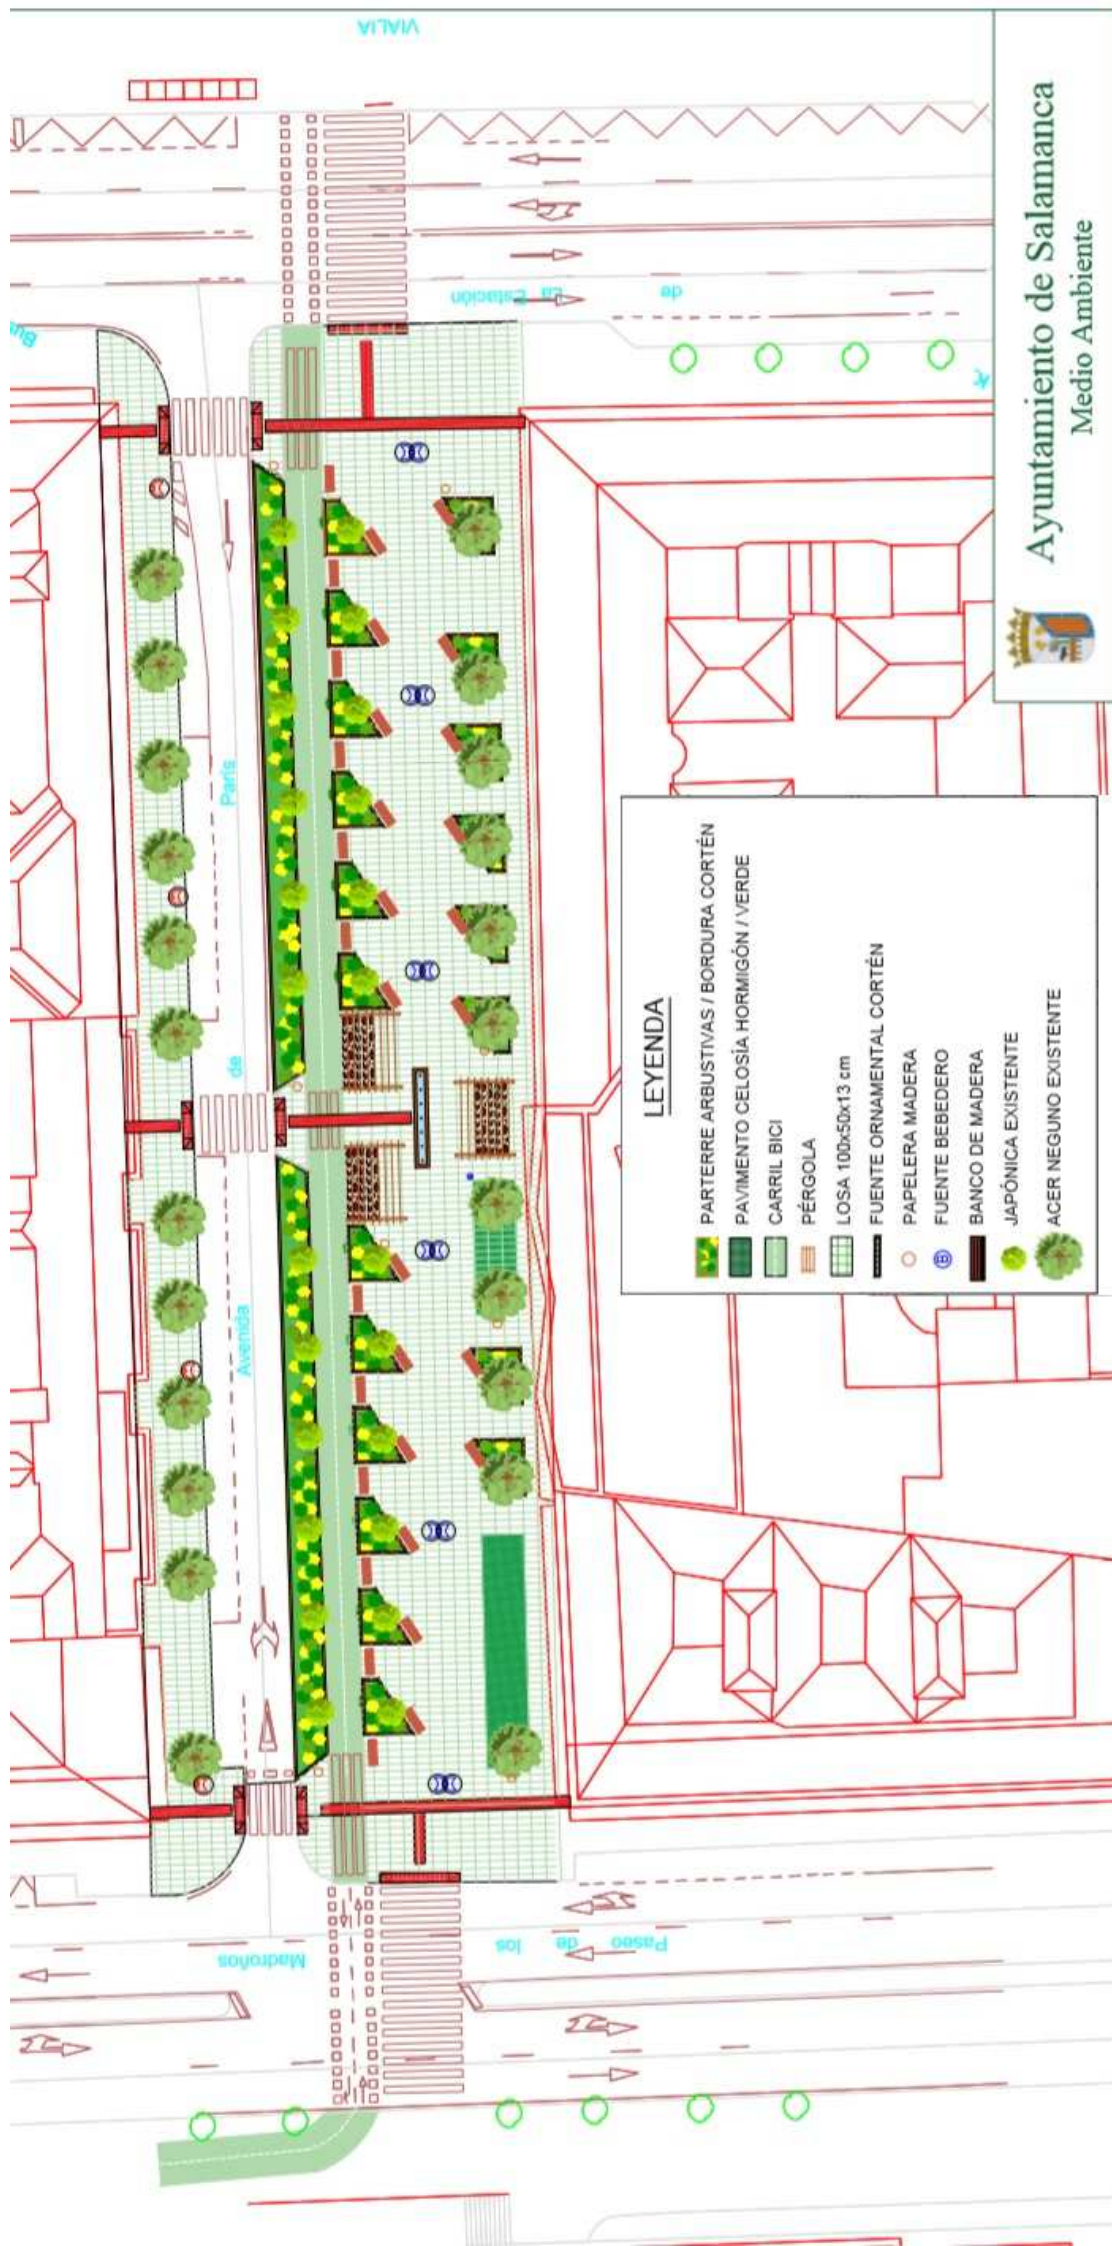 VIALIA
Bus
de
La Estación
Avenida
de
París
Paseo
de
los
Madroños
Ayuntamiento de Salamanca
Medio Ambiente
LEYENDA
PARTERRE ARBUSTIVAS / BORDURA CORTÉN
PAVIMENTO CELOSÍA HORMIGÓN / VERDE
CARRIL BICI
PÉRGOLA
LOSA 100x50x13 cm
FUENTE ORNAMENTAL CORTÉN
PAPELERA MADERA
FUENTE BEBEDERO
BANCO DE MADERA
JAPÓNICA EXISTENTE
ACER NEGUNO EXISTENTE